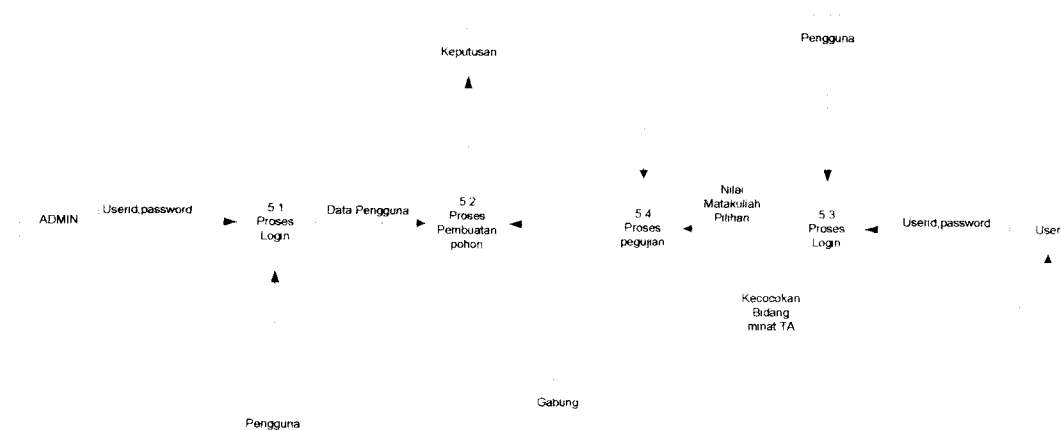 Pengguna
Keputusan
ADMIN
Userid,password
5.1
Proses
Login
Data Pengguna
5.2
Proses
Pembuatan
pohon
5.4
Proses
pegujian
Nilai
Matakuliah
Pilihan
5.3
Proses
Login
Userid,password
User
Kecocokan
Bidang
minat TA
Gabung
Pengguna